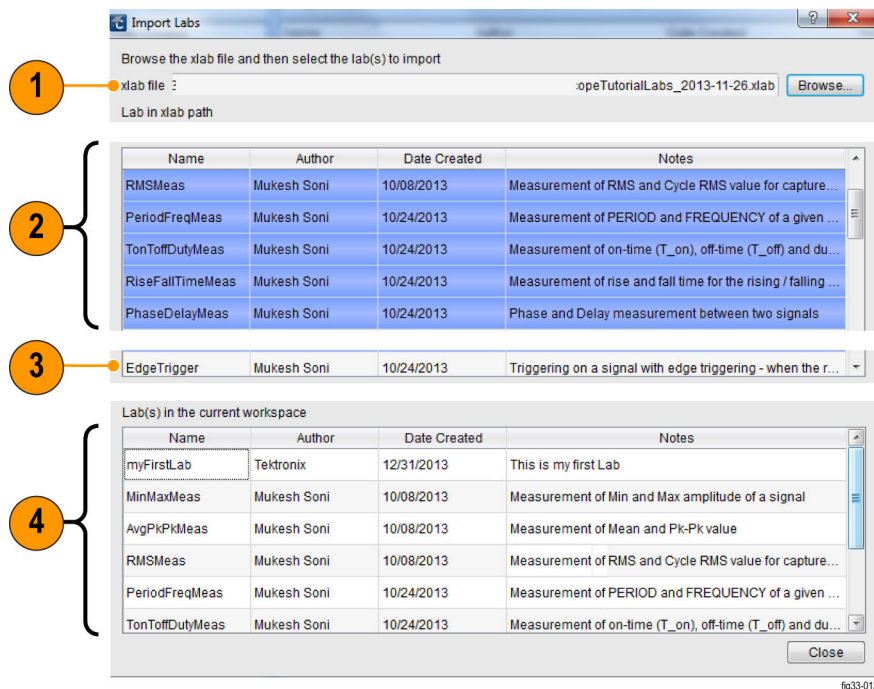 Import Labs
Browse the xlab file and then select the lab(s) to import
1
xlab file :opeTutorialLabs_2013-11-26.xlab Browse...
Lab in xlab path
Name Author Date Created Notes
RMSMeas Mukesh Soni 10/08/2013 Measurement of RMS and Cycle RMS value for capture...
2
PeriodFreqMeas Mukesh Soni 10/24/2013 Measurement of PERIOD and FREQUENCY of a given ...
TonToffDutyMeas Mukesh Soni 10/24/2013 Measurement of on-time (T_on), off-time (T_off) and du...
RiseFallTimeMeas Mukesh Soni 10/24/2013 Measurement of rise and fall time for the rising / falling ...
PhaseDelayMeas Mukesh Soni 10/24/2013 Phase and Delay measurement between two signals
3
EdgeTrigger Mukesh Soni 10/24/2013 Triggering on a signal with edge triggering - when the r...
Lab(s) in the current workspace
Name Author Date Created Notes
myFirstLab Tektronix 12/31/2013 This is my first Lab
MinMaxMeas Mukesh Soni 10/08/2013 Measurement of Min and Max amplitude of a signal
4
AvgPkPkMeas Mukesh Soni 10/08/2013 Measurement of Mean and Pk-Pk value
RMSMeas Mukesh Soni 10/08/2013 Measurement of RMS and Cycle RMS value for capture...
PeriodFreqMeas Mukesh Soni 10/24/2013 Measurement of PERIOD and FREQUENCY of a given ...
TonToffDutyMeas Mukesh Soni 10/24/2013 Measurement of on-time (T_on), off-time (T_off) and du...
Close